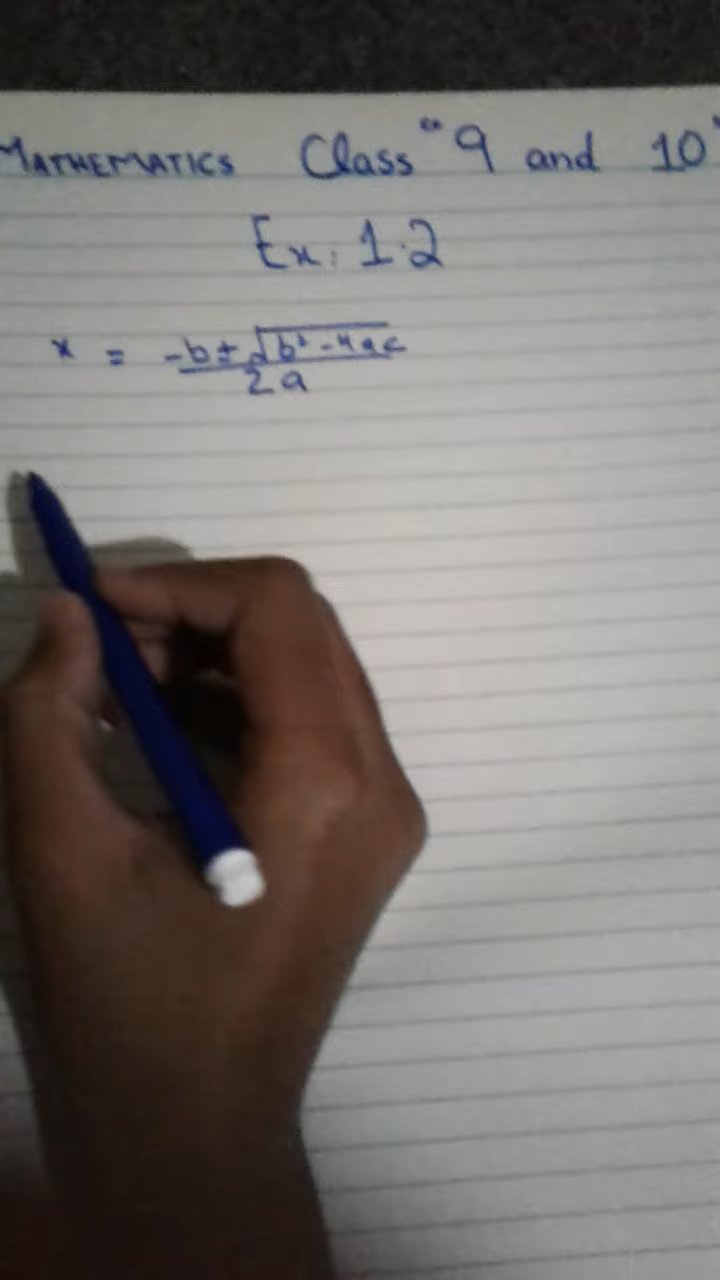 MATHEMATICS Class "9 and 10"
Ex: 1.2
x = -b ± √b² - 4ac / 2a